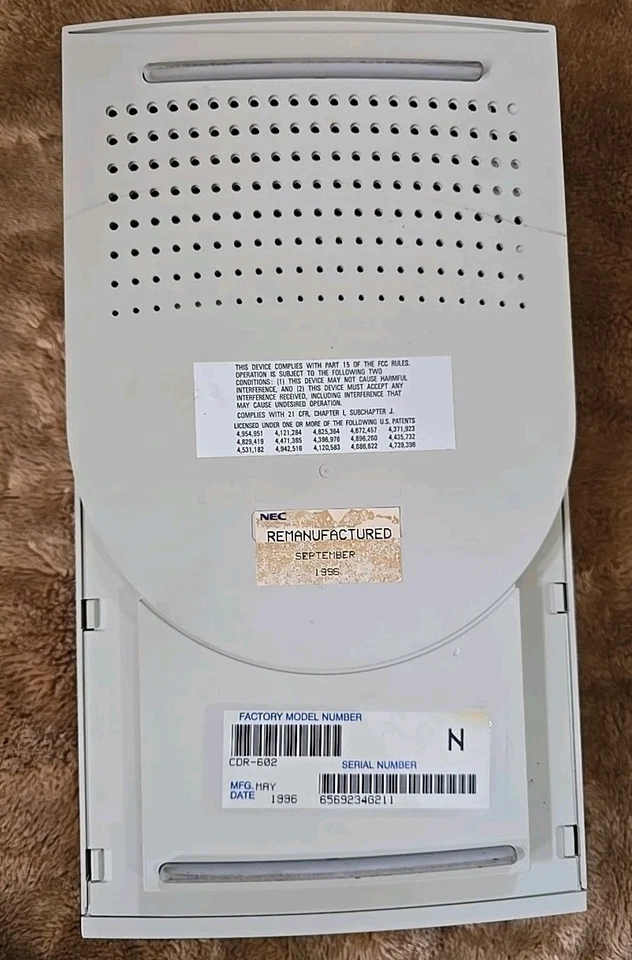 THIS DEVICE COMPLIES WITH PART 15 OF THE FCC RULES.
OPERATION IS SUBJECT TO THE FOLLOWING TWO
CONDITIONS: (1) THIS DEVICE MAY NOT CAUSE HARMFUL
INTERFERENCE, AND (2) THIS DEVICE MUST ACCEPT ANY
INTERFERENCE RECEIVED, INCLUDING INTERFERENCE THAT
MAY CAUSE UNDESIRED OPERATION.
COMPLIES WITH 21 CFR, CHAPTER I, SUBCHAPTER J.
LICENSED UNDER ONE OR MORE OF THE FOLLOWING U.S. PATENTS
4,954,951 4,121,284 4,825,364 4,672,457 4,371,923
4,829,419 4,471,385 4,396,978 4,896,260 4,435,732
4,531,182 4,942,516 4,120,583 4,686,622 4,739,396
NEC
REMANUFACTURED
SEPTEMBER
1996
FACTORY MODEL NUMBER
N
CDR-602
SERIAL NUMBER
MFG. MAY
DATE 1996 65692346211